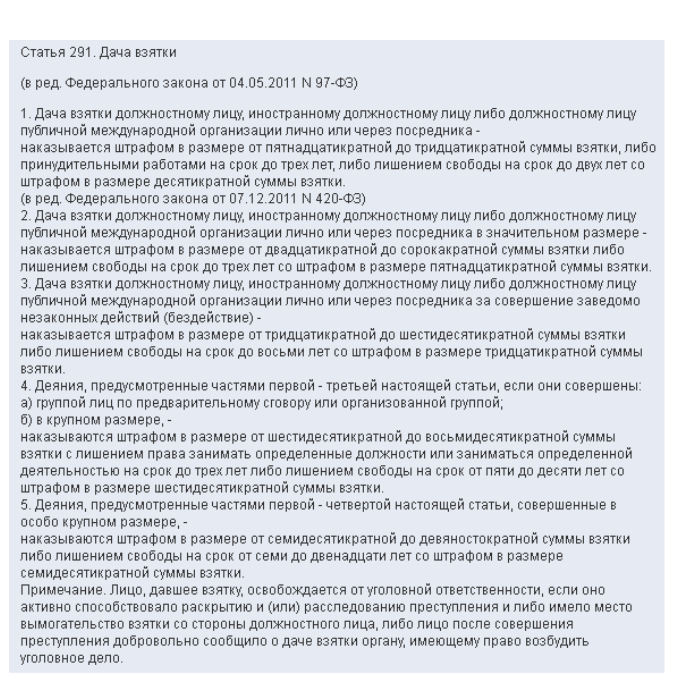 Статья 291. Дача взятки
(в ред. Федерального закона от 04.05.2011 N 97-ФЗ)
1. Дача взятки должностному лицу, иностранному должностному лицу либо должностному лицу
публичной международной организации лично или через посредника -
наказывается штрафом в размере от пятнадцатикратной до тридцатикратной суммы взятки, либо
принудительными работами на срок до трех лет, либо лишением свободы на срок до двух лет со
штрафом в размере десятикратной суммы взятки.
(в ред. Федерального закона от 07.12.2011 N 420-ФЗ)
2. Дача взятки должностному лицу, иностранному должностному лицу либо должностному лицу
публичной международной организации лично или через посредника в значительном размере -
наказывается штрафом в размере от двадцатикратной до сорокакратной суммы взятки либо
лишением свободы на срок до трех лет со штрафом в размере пятнадцатикратной суммы взятки.
3. Дача взятки должностному лицу, иностранному должностному лицу либо должностному лицу
публичной международной организации лично или через посредника за совершение заведомо
незаконных действий (бездействие) -
наказывается штрафом в размере от тридцатикратной до шестидесятикратной суммы взятки
либо лишением свободы на срок до восьми лет со штрафом в размере тридцатикратной суммы
взятки.
4. Деяния, предусмотренные частями первой - третьей настоящей статьи, если они совершены:
а) группой лиц по предварительному сговору или организованной группой;
б) в крупном размере, -
наказываются штрафом в размере от шестидесятикратной до восьмидесятикратной суммы
взятки с лишением права занимать определенные должности или заниматься определенной
деятельностью на срок до трех лет либо лишением свободы на срок от пяти до десяти лет со
штрафом в размере шестидесятикратной суммы взятки.
5. Деяния, предусмотренные частями первой - четвертой настоящей статьи, совершенные в
особо крупном размере, -
наказываются штрафом в размере от семидесятикратной до девяностократной суммы взятки
либо лишением свободы на срок от семи до двенадцати лет со штрафом в размере
семидесятикратной суммы взятки.
Примечание. Лицо, давшее взятку, освобождается от уголовной ответственности, если оно
активно способствовало раскрытию и (или) расследованию преступления и либо имело место
вымогательство взятки со стороны должностного лица, либо лицо после совершения
преступления добровольно сообщило о даче взятки органу, имеющему право возбудить
уголовное дело.